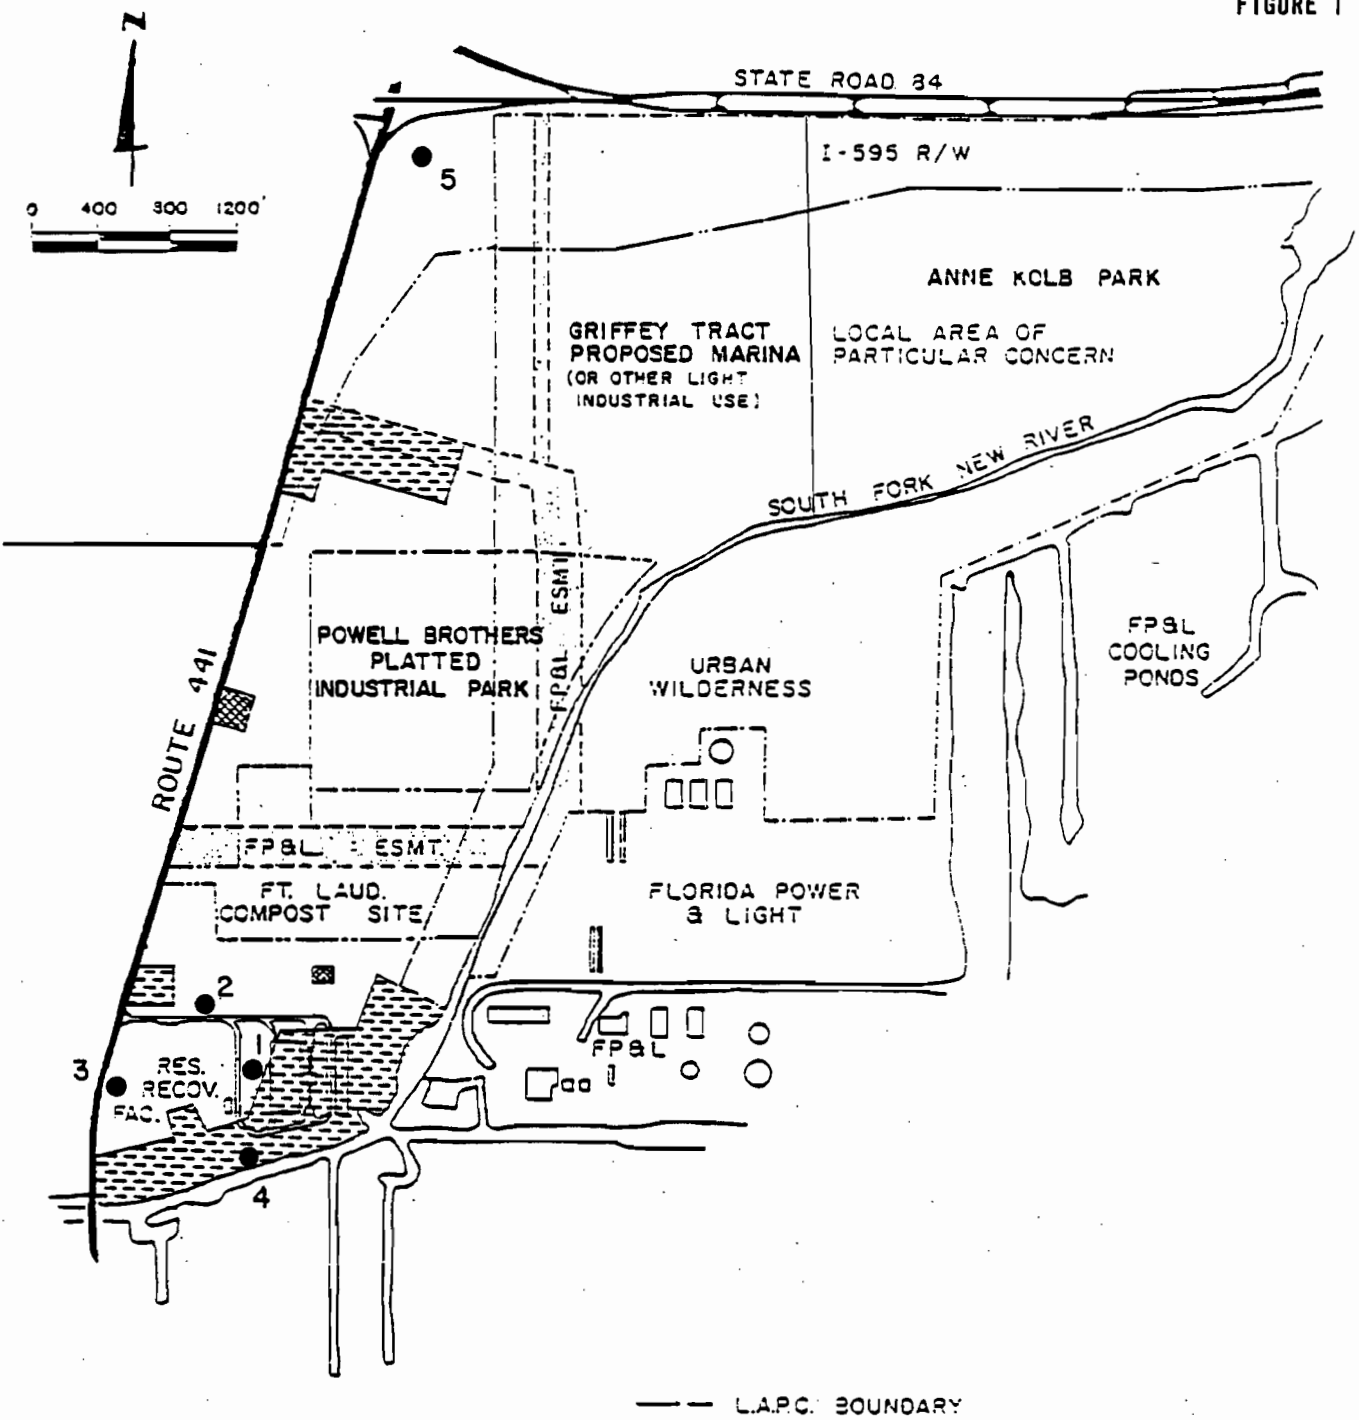 FIGURE 1
N
STATE ROAD 84
I-595 R/W
5
0 400 800 1200'
ANNE KOLB PARK
GRIFFEY TRACT
PROPOSED MARINA
(OR OTHER LIGHT
INDUSTRIAL USE)
LOCAL AREA OF
PARTICULAR CONCERN
SOUTH FORK NEW RIVER
FP&L ESMT
POWELL BROTHERS
PLATTED
INDUSTRIAL PARK
URBAN
WILDERNESS
FP&L
COOLING
PONDS
ROUTE 441
FP&L ESMT.
FT. LAUD.
COMPOST SITE
FLORIDA POWER
& LIGHT
2
1
3
RES.
RECOV.
FAC.
FP&L
4
L.A.P.C. BOUNDARY